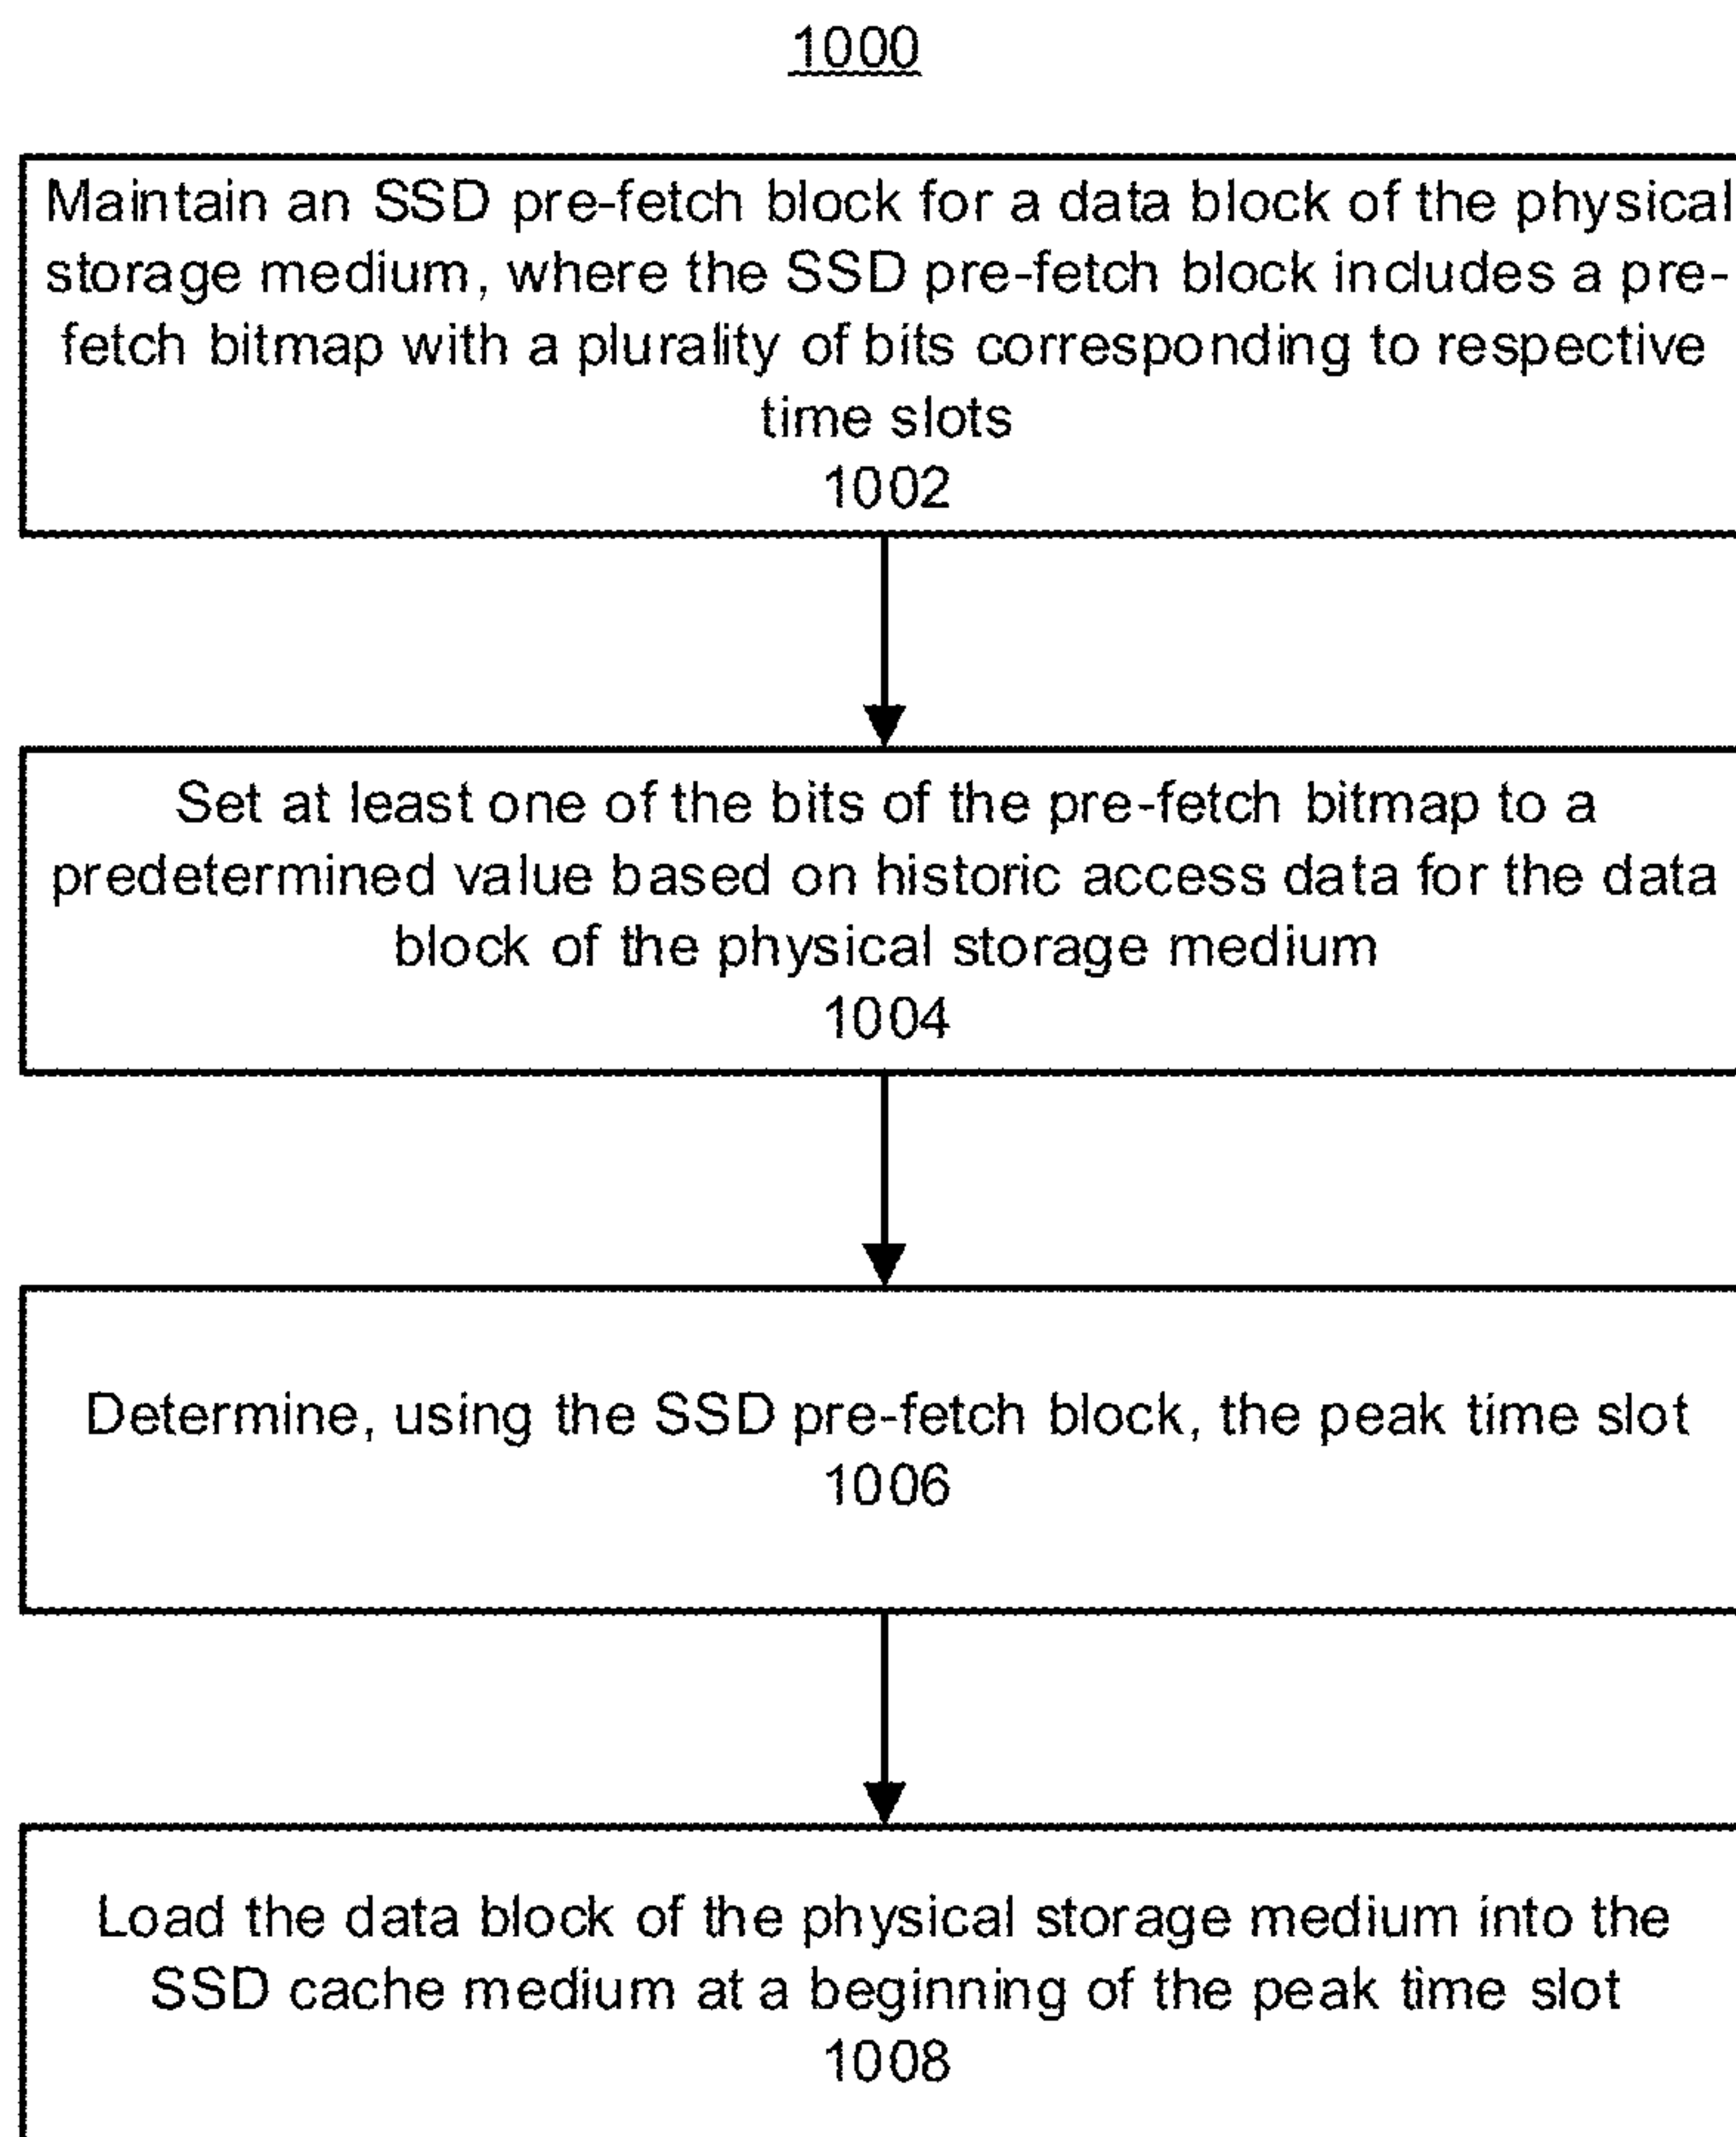 1000
Maintain an SSD pre-fetch block for a data block of the physical
storage medium, where the SSD pre-fetch block includes a pre-
fetch bitmap with a plurality of bits corresponding to respective
time slots
1002
Set at least one of the bits of the pre-fetch bitmap to a
predetermined value based on historic access data for the data
block of the physical storage medium
1004
Determine, using the SSD pre-fetch block, the peak time slot
1006
Load the data block of the physical storage medium into the
SSD cache medium at a beginning of the peak time slot
1008